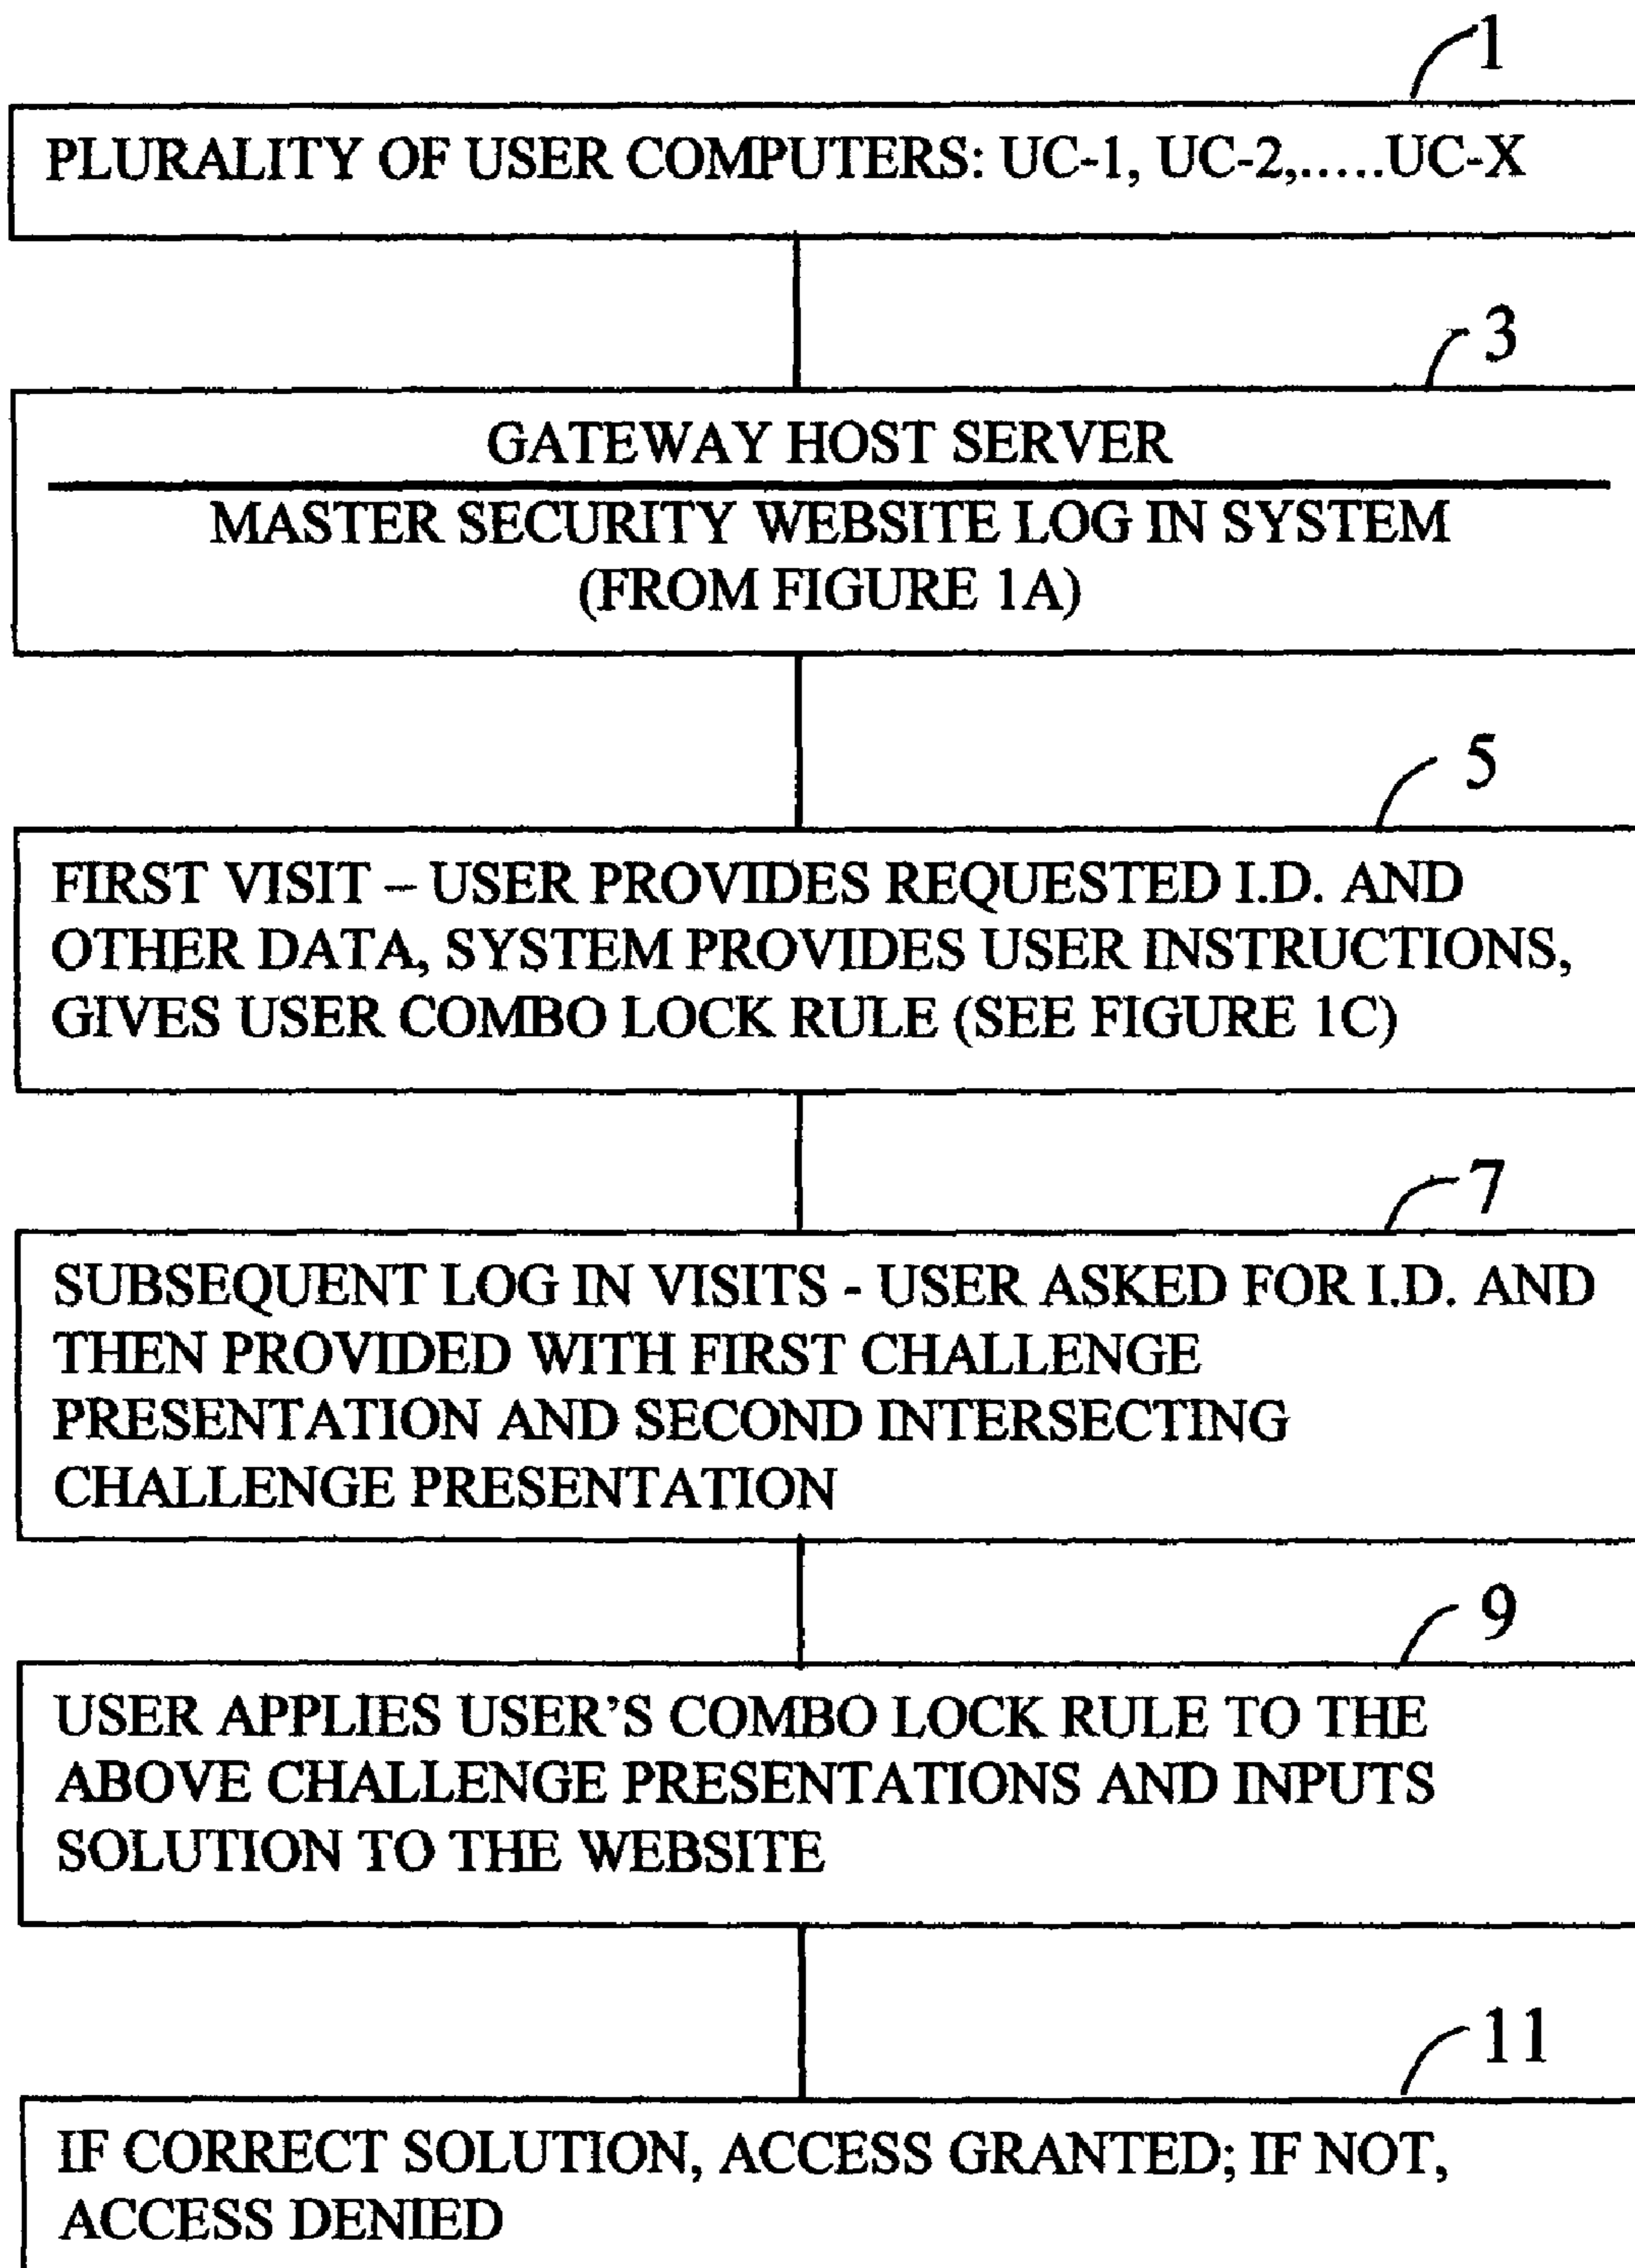 1
PLURALITY OF USER COMPUTERS: UC-1, UC-2,.....UC-X
3
GATEWAY HOST SERVER
MASTER SECURITY WEBSITE LOG IN SYSTEM
(FROM FIGURE 1A)
5
FIRST VISIT – USER PROVIDES REQUESTED I.D. AND
OTHER DATA, SYSTEM PROVIDES USER INSTRUCTIONS,
GIVES USER COMBO LOCK RULE (SEE FIGURE 1C)
7
SUBSEQUENT LOG IN VISITS - USER ASKED FOR I.D. AND
THEN PROVIDED WITH FIRST CHALLENGE
PRESENTATION AND SECOND INTERSECTING
CHALLENGE PRESENTATION
9
USER APPLIES USER’S COMBO LOCK RULE TO THE
ABOVE CHALLENGE PRESENTATIONS AND INPUTS
SOLUTION TO THE WEBSITE
11
IF CORRECT SOLUTION, ACCESS GRANTED; IF NOT,
ACCESS DENIED